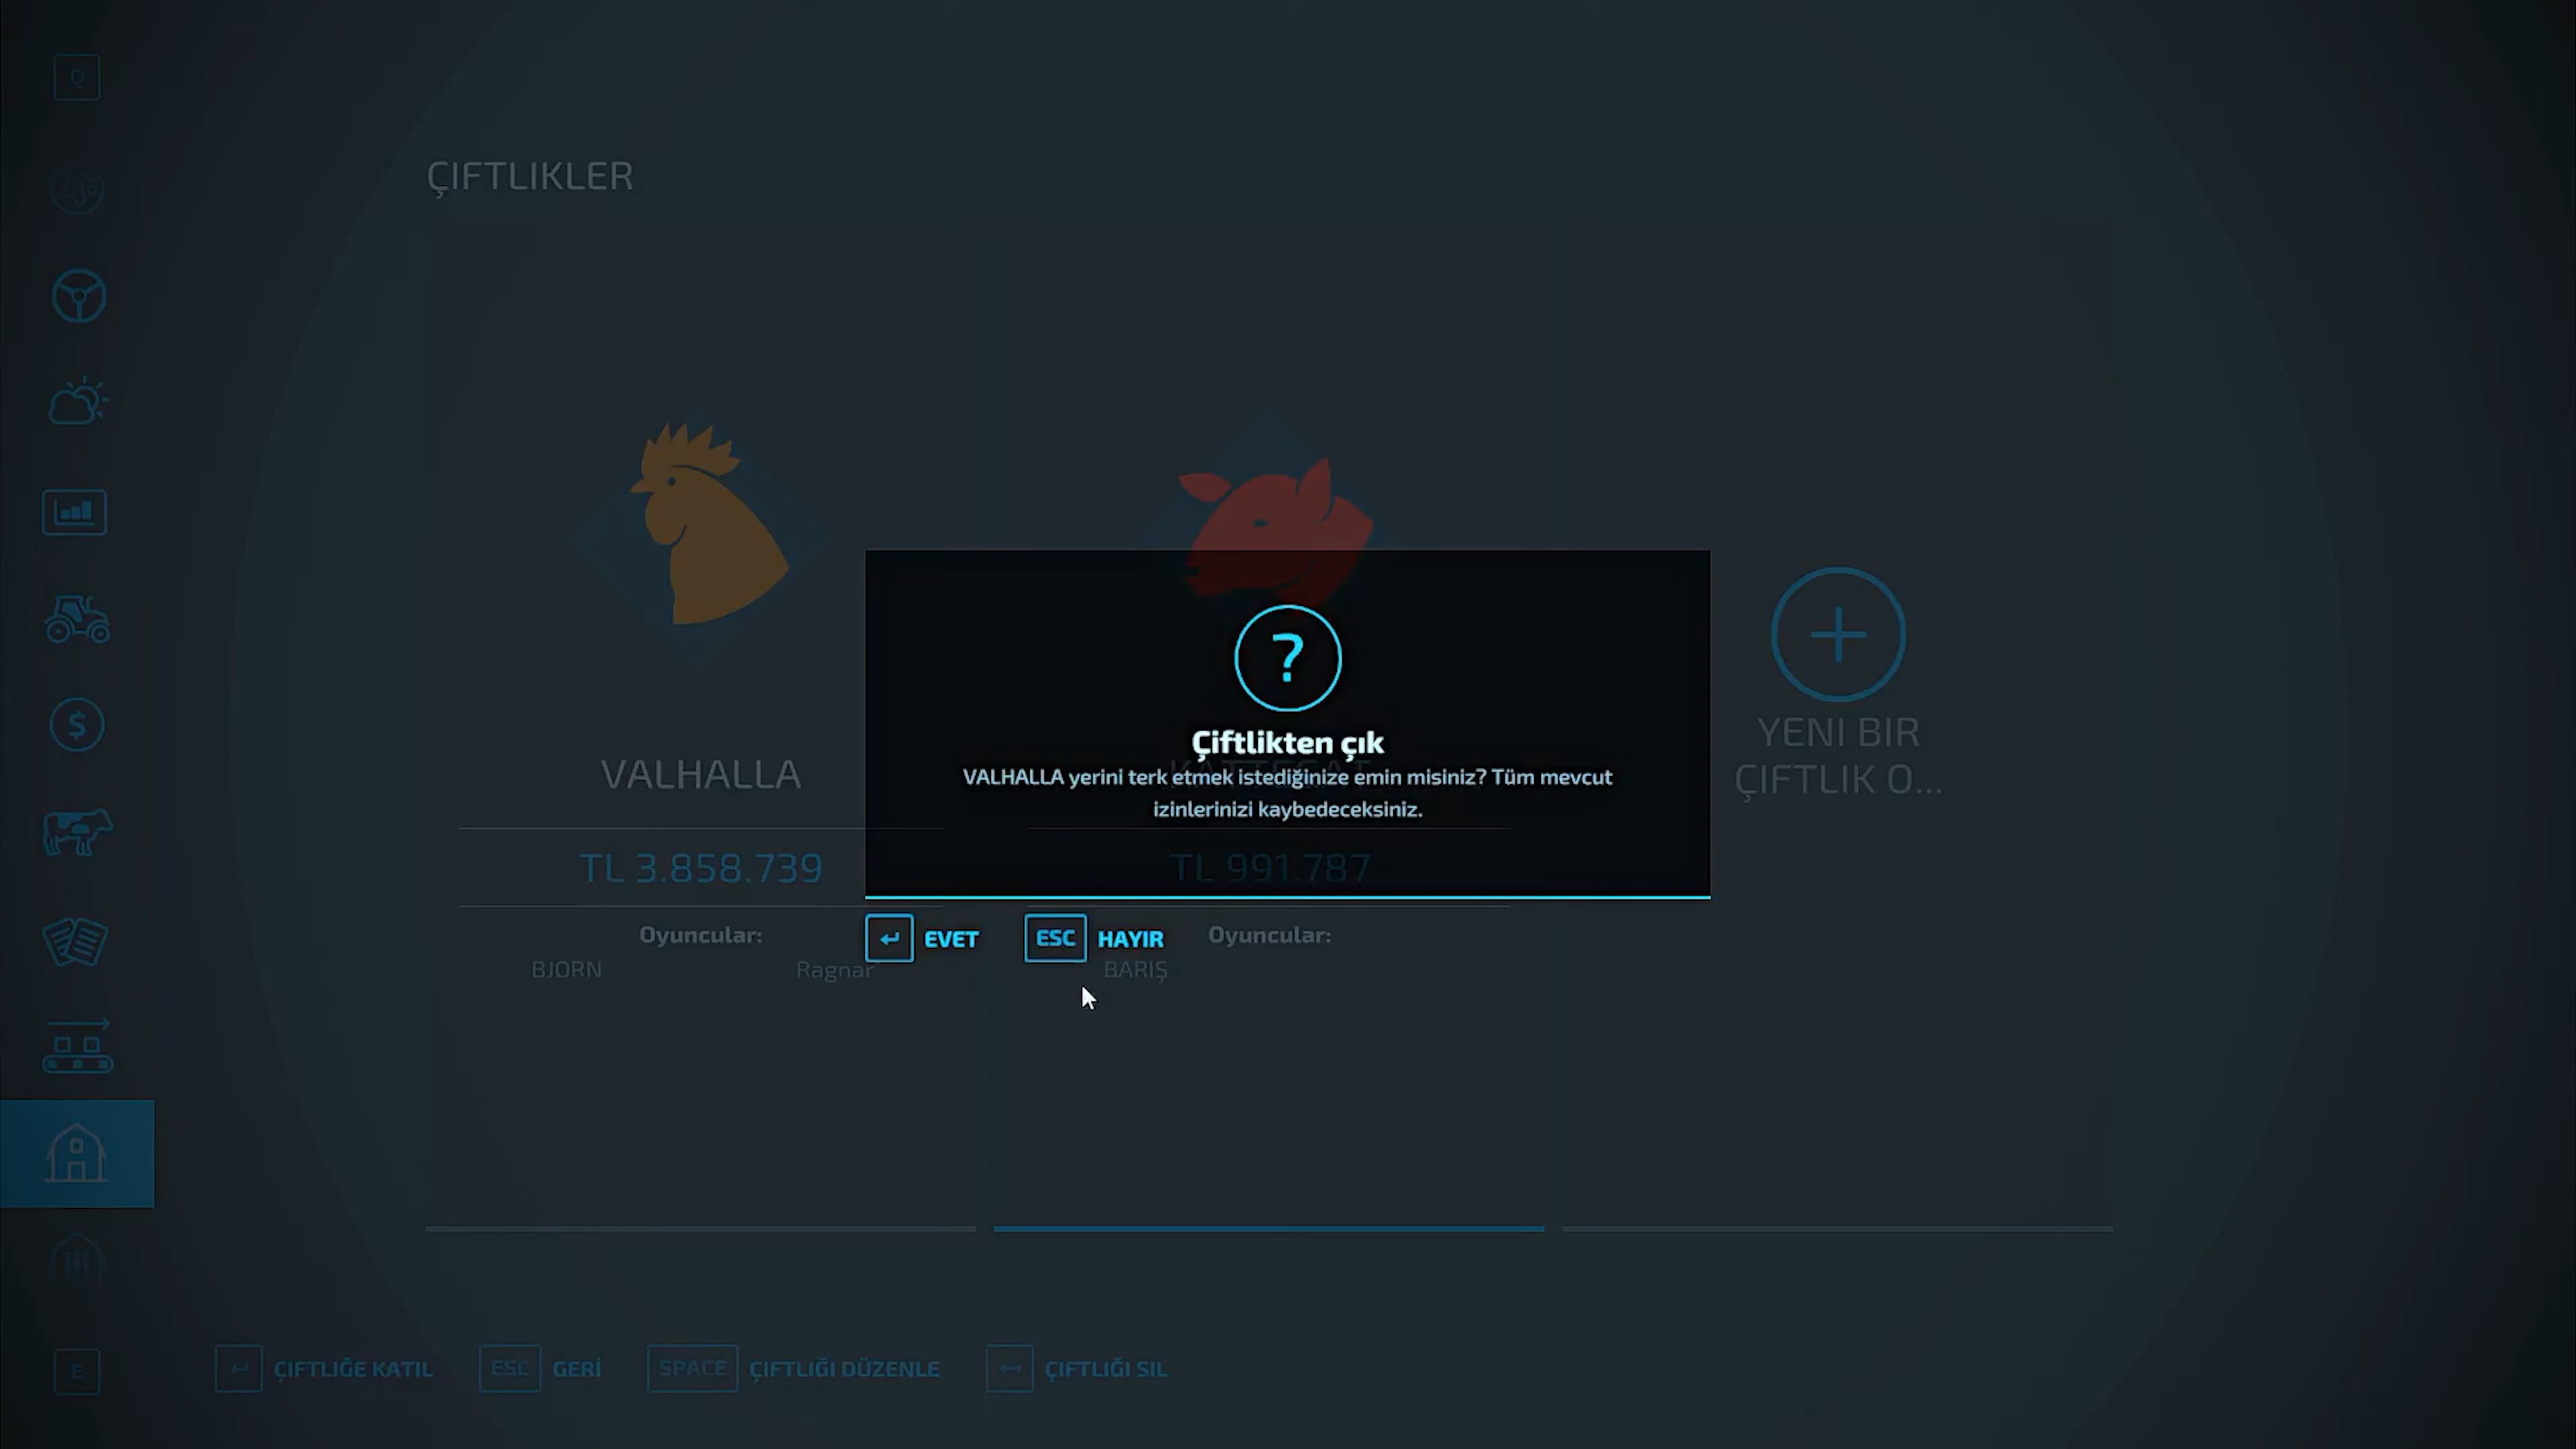 Q
ÇIFTLIKLER
VALHALLA
TL 3.858.739
Oyuncular:
BJORN
Ragnar
KATTEGAT
TL 991.787
Oyuncular:
BARIŞ
YENI BIR
ÇIFTLIK O...
?
Çiftlikten çık
VALHALLA yerini terk etmek istediğinize emin misiniz? Tüm mevcut
izinlerinizi kaybedeceksiniz.
EVET
ESC HAYIR
E
ÇIFTLIĞE KATIL
ESC GERİ
SPACE ÇIFTLIĞI DÜZENLE
ÇIFTLIĞI SIL